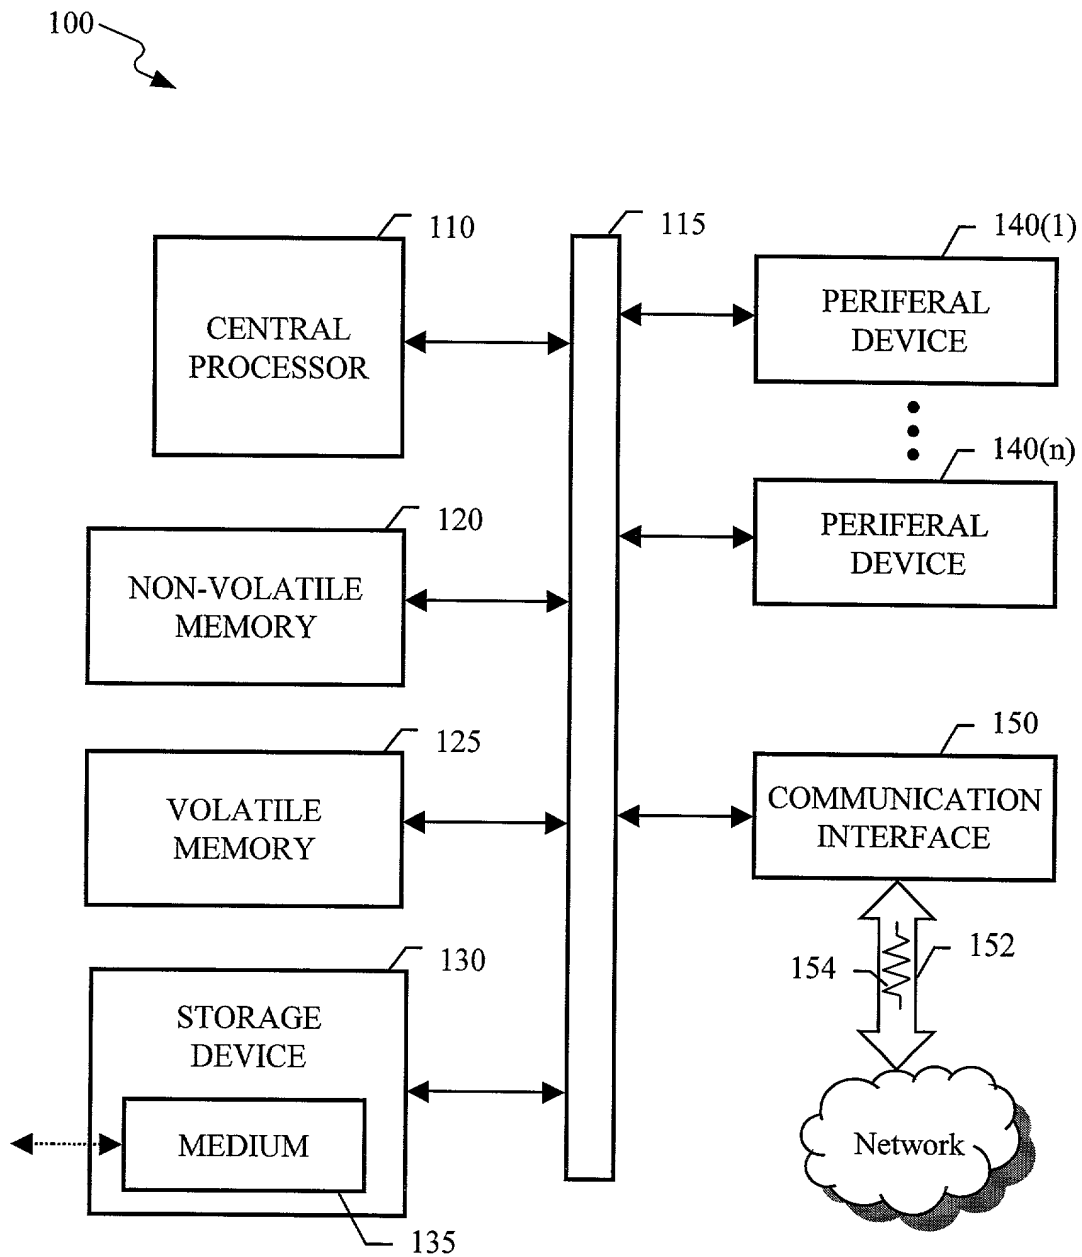 100
110
CENTRAL
PROCESSOR
115
140(1)
PERIFERAL
DEVICE
140(n)
PERIFERAL
DEVICE
120
NON-VOLATILE
MEMORY
125
VOLATILE
MEMORY
150
COMMUNICATION
INTERFACE
130
STORAGE
DEVICE
MEDIUM
135
154
152
Network